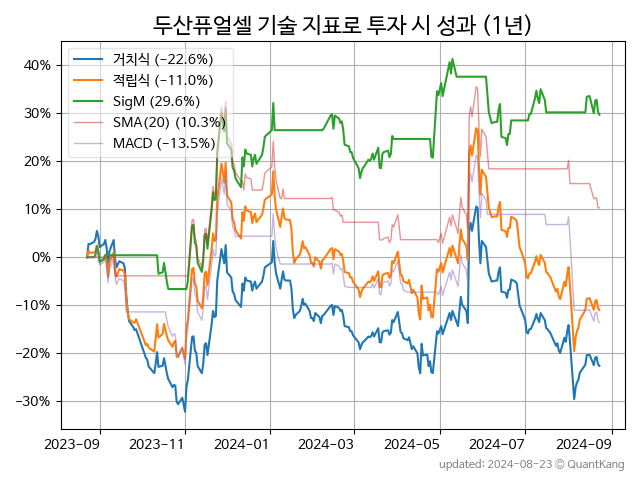 두산퓨얼셀 기술 지표로 투자 시 성과 (1년)
거치식 (−22.6%)
적립식 (−11.0%)
SigM (29.6%)
SMA(20) (10.3%)
MACD (−13.5%)
40%
30%
20%
10%
0%
−10%
−20%
−30%
2023-09 2023-11 2024-01 2024-03 2024-05 2024-07 2024-09
updated: 2024-08-23 © QuantKang